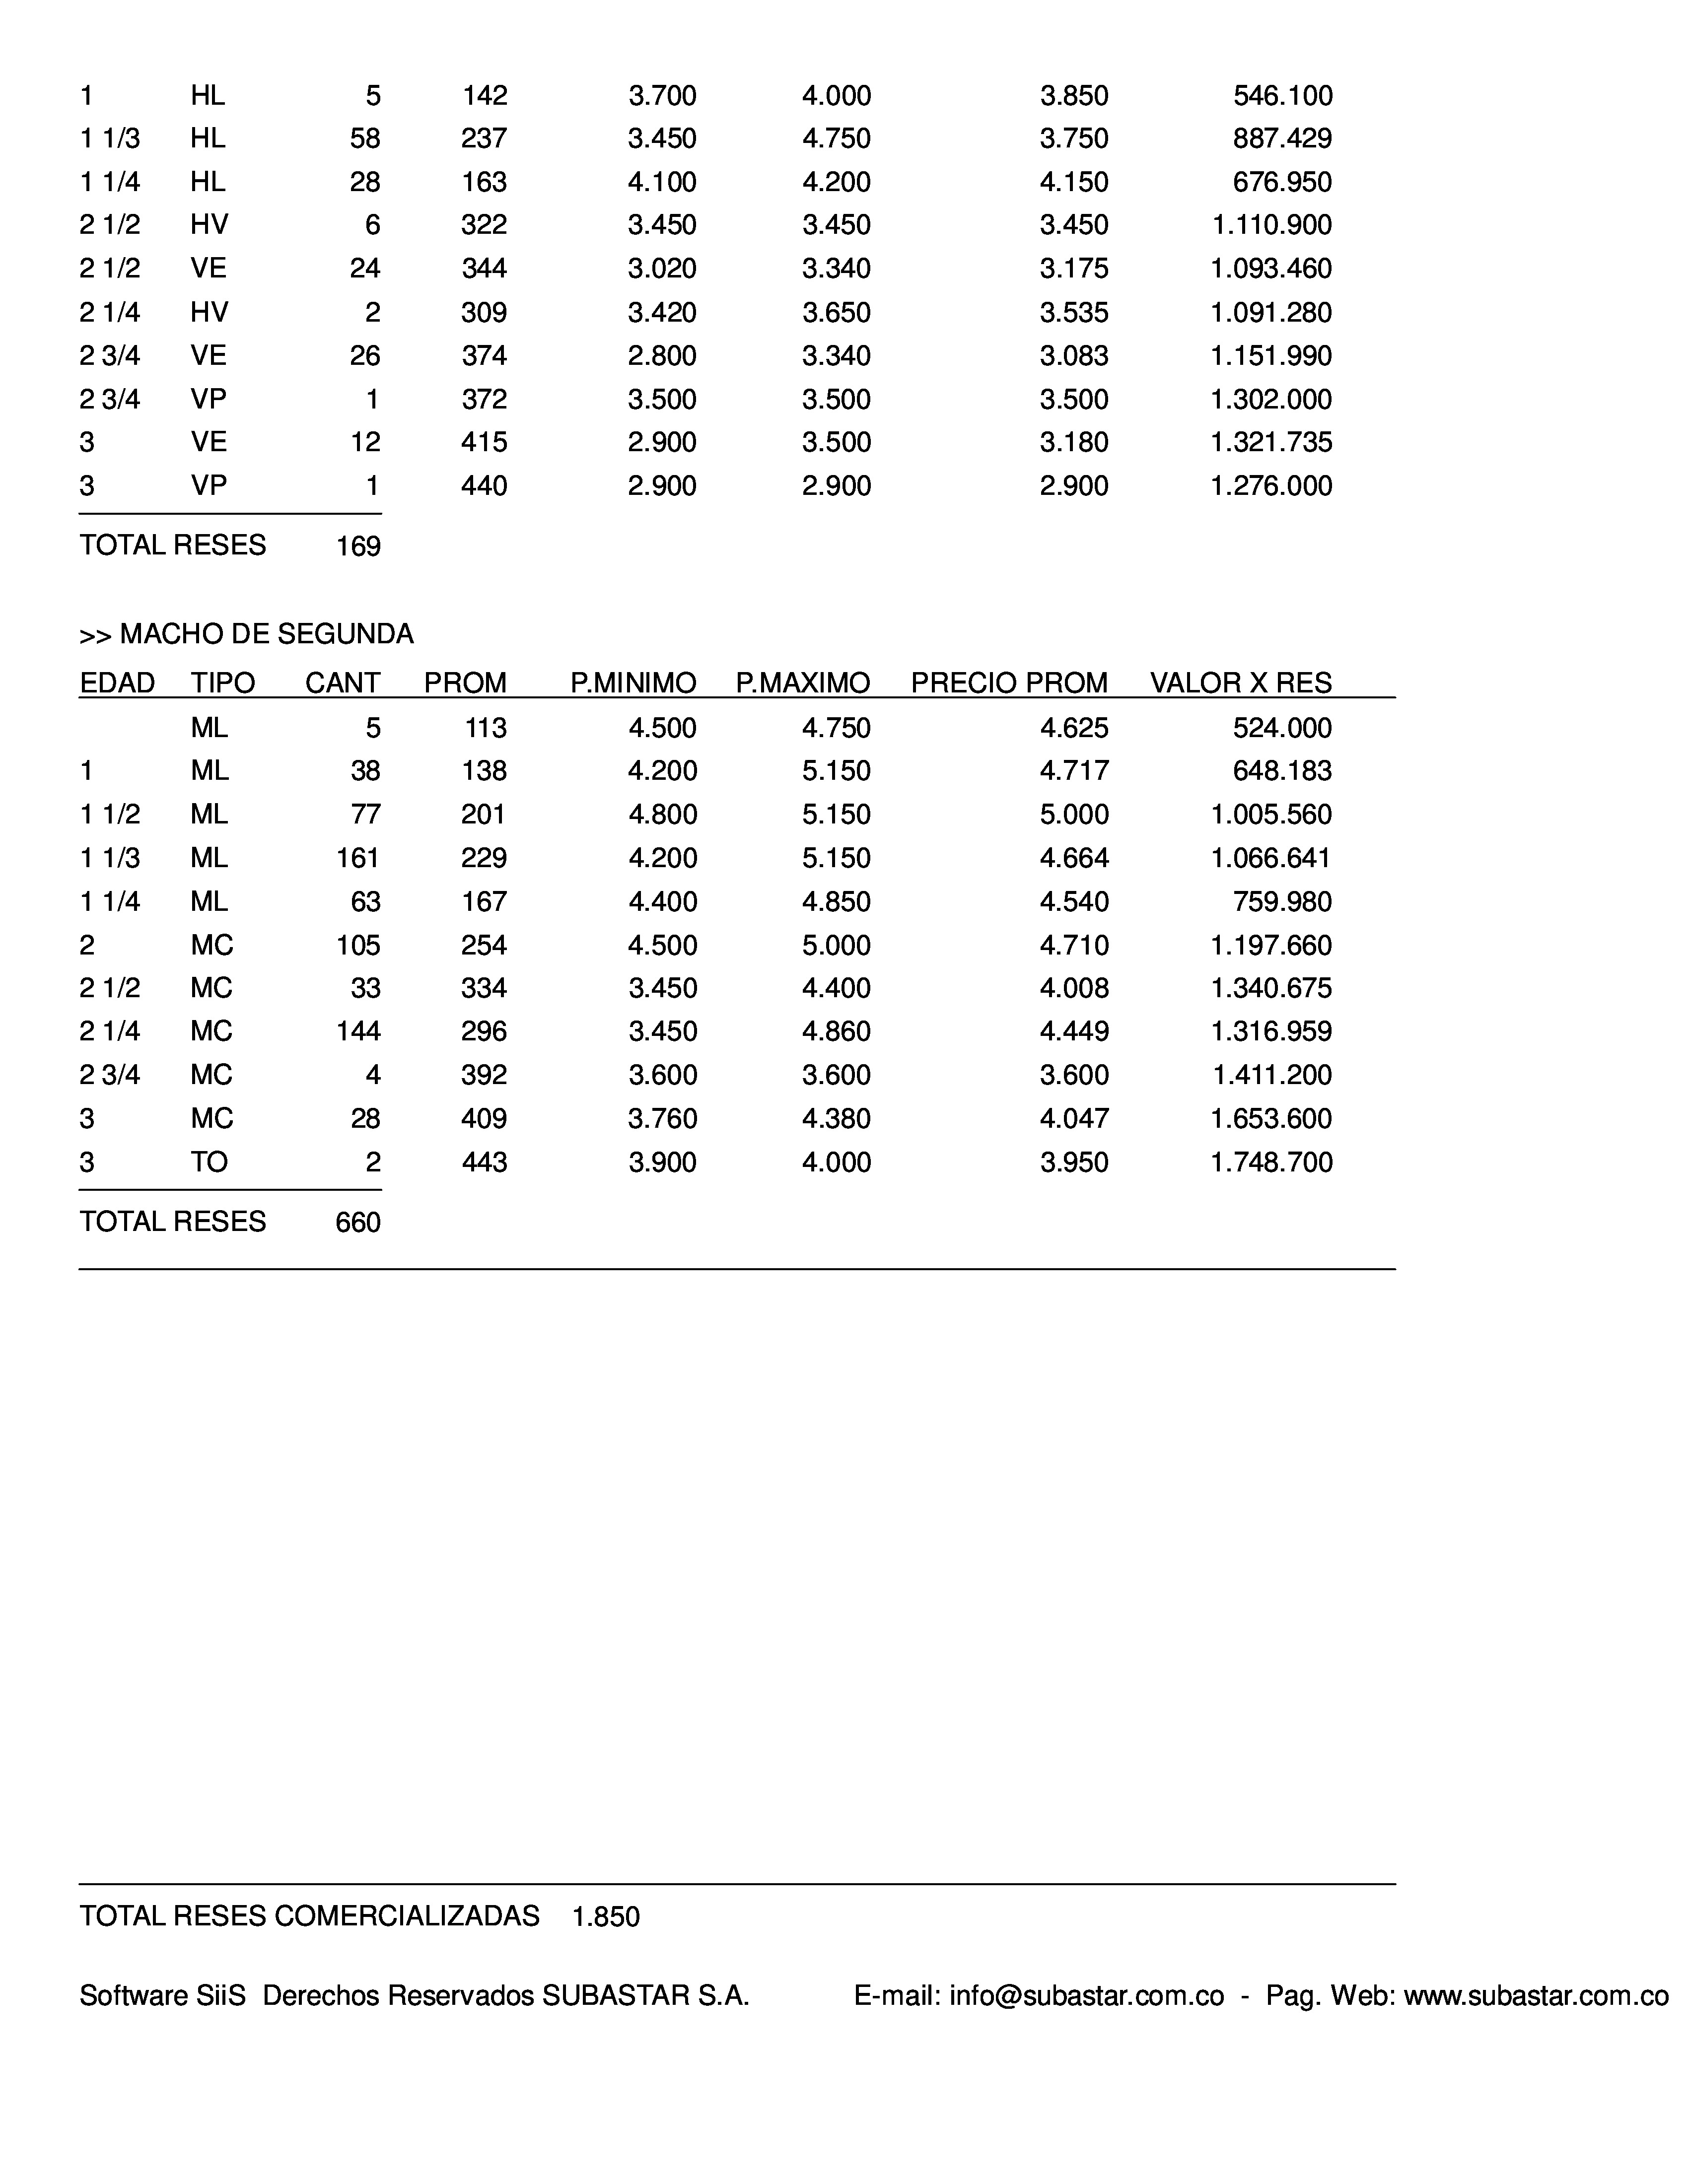 1 HL 5 142 3.700 4.000 3.850 546.100
1 1/3 HL 58 237 3.450 4.750 3.750 887.429
1 1/4 HL 28 163 4.100 4.200 4.150 676.950
2 1/2 HV 6 322 3.450 3.450 3.450 1.110.900
2 1/2 VE 24 344 3.020 3.340 3.175 1.093.460
2 1/4 HV 2 309 3.420 3.650 3.535 1.091.280
2 3/4 VE 26 374 2.800 3.340 3.083 1.151.990
2 3/4 VP 1 372 3.500 3.500 3.500 1.302.000
3 VE 12 415 2.900 3.500 3.180 1.321.735
3 VP 1 440 2.900 2.900 2.900 1.276.000
TOTAL RESES 169
>> MACHO DE SEGUNDA
EDAD TIPO CANT PROM P.MINIMO P.MAXIMO PRECIO PROM VALOR X RES
ML 5 113 4.500 4.750 4.625 524.000
1 ML 38 138 4.200 5.150 4.717 648.183
1 1/2 ML 77 201 4.800 5.150 5.000 1.005.560
1 1/3 ML 161 229 4.200 5.150 4.664 1.066.641
1 1/4 ML 63 167 4.400 4.850 4.540 759.980
2 MC 105 254 4.500 5.000 4.710 1.197.660
2 1/2 MC 33 334 3.450 4.400 4.008 1.340.675
2 1/4 MC 144 296 3.450 4.860 4.449 1.316.959
2 3/4 MC 4 392 3.600 3.600 3.600 1.411.200
3 MC 28 409 3.760 4.380 4.047 1.653.600
3 TO 2 443 3.900 4.000 3.950 1.748.700
TOTAL RESES 660
TOTAL RESES COMERCIALIZADAS 1.850
Software SiiS Derechos Reservados SUBASTAR S.A. E-mail: info@subastar.com.co - Pag. Web: www.subastar.com.co